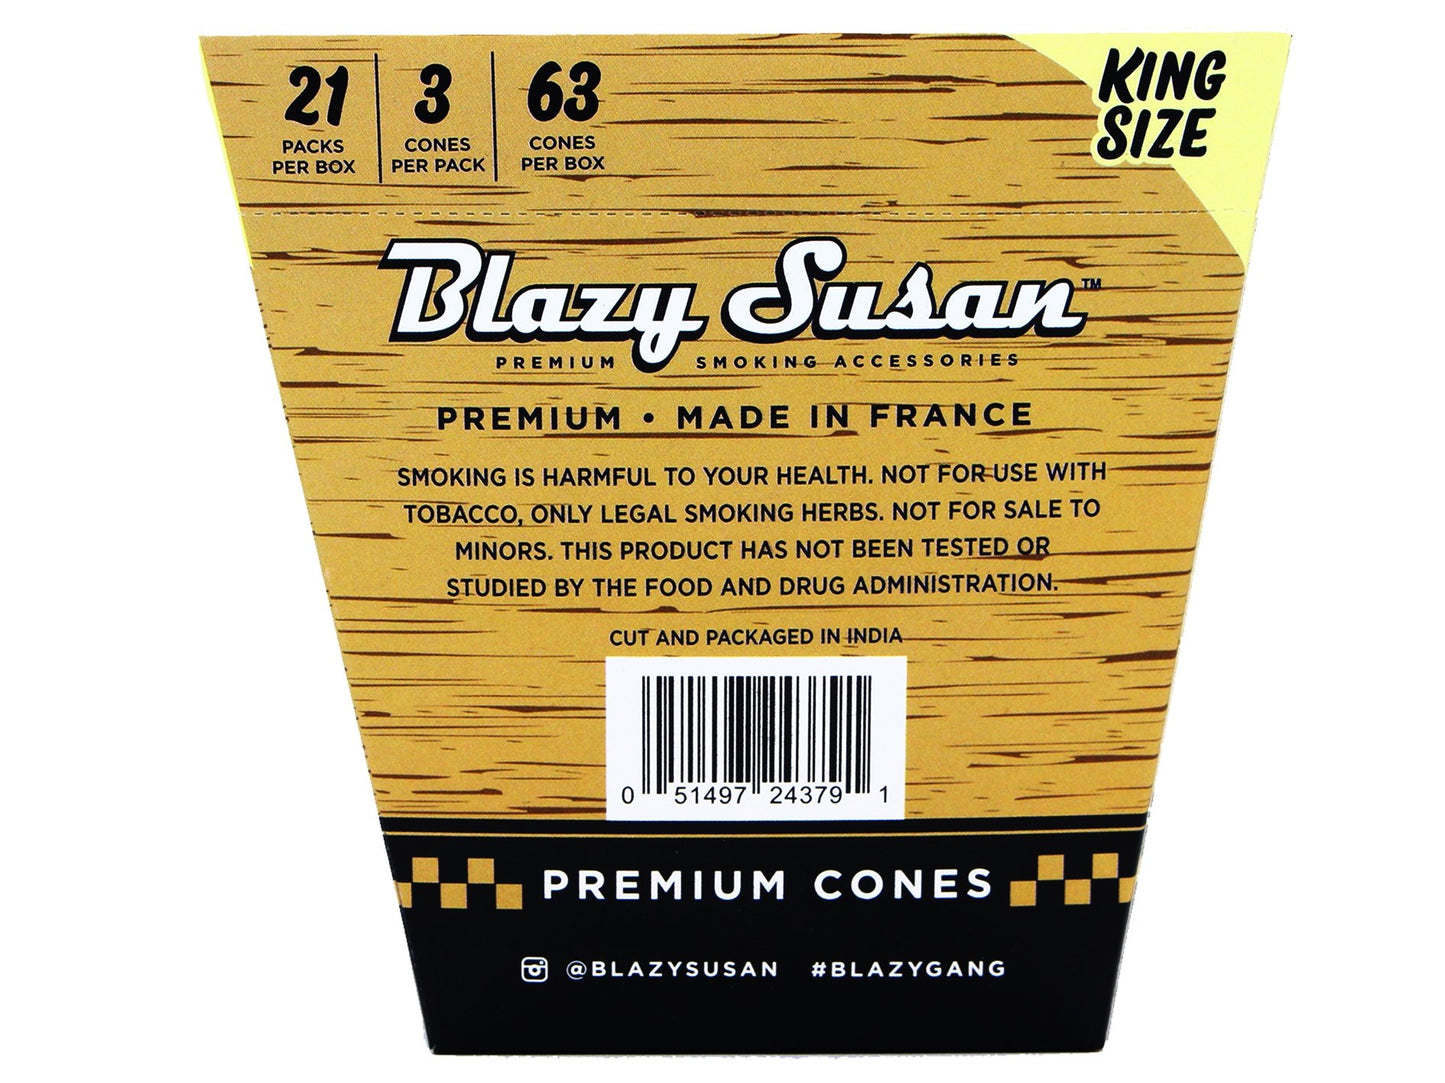 21
PACKS
PER BOX
3
CONES
PER PACK
63
CONES
PER BOX
KING
SIZE
Blazy Susan™
PREMIUM SMOKING ACCESSORIES
PREMIUM • MADE IN FRANCE
SMOKING IS HARMFUL TO YOUR HEALTH. NOT FOR USE WITH
TOBACCO, ONLY LEGAL SMOKING HERBS. NOT FOR SALE TO
MINORS. THIS PRODUCT HAS NOT BEEN TESTED OR
STUDIED BY THE FOOD AND DRUG ADMINISTRATION.
CUT AND PACKAGED IN INDIA
0 51497 24379 1
PREMIUM CONES
@BLAZYSUSAN #BLAZYGANG